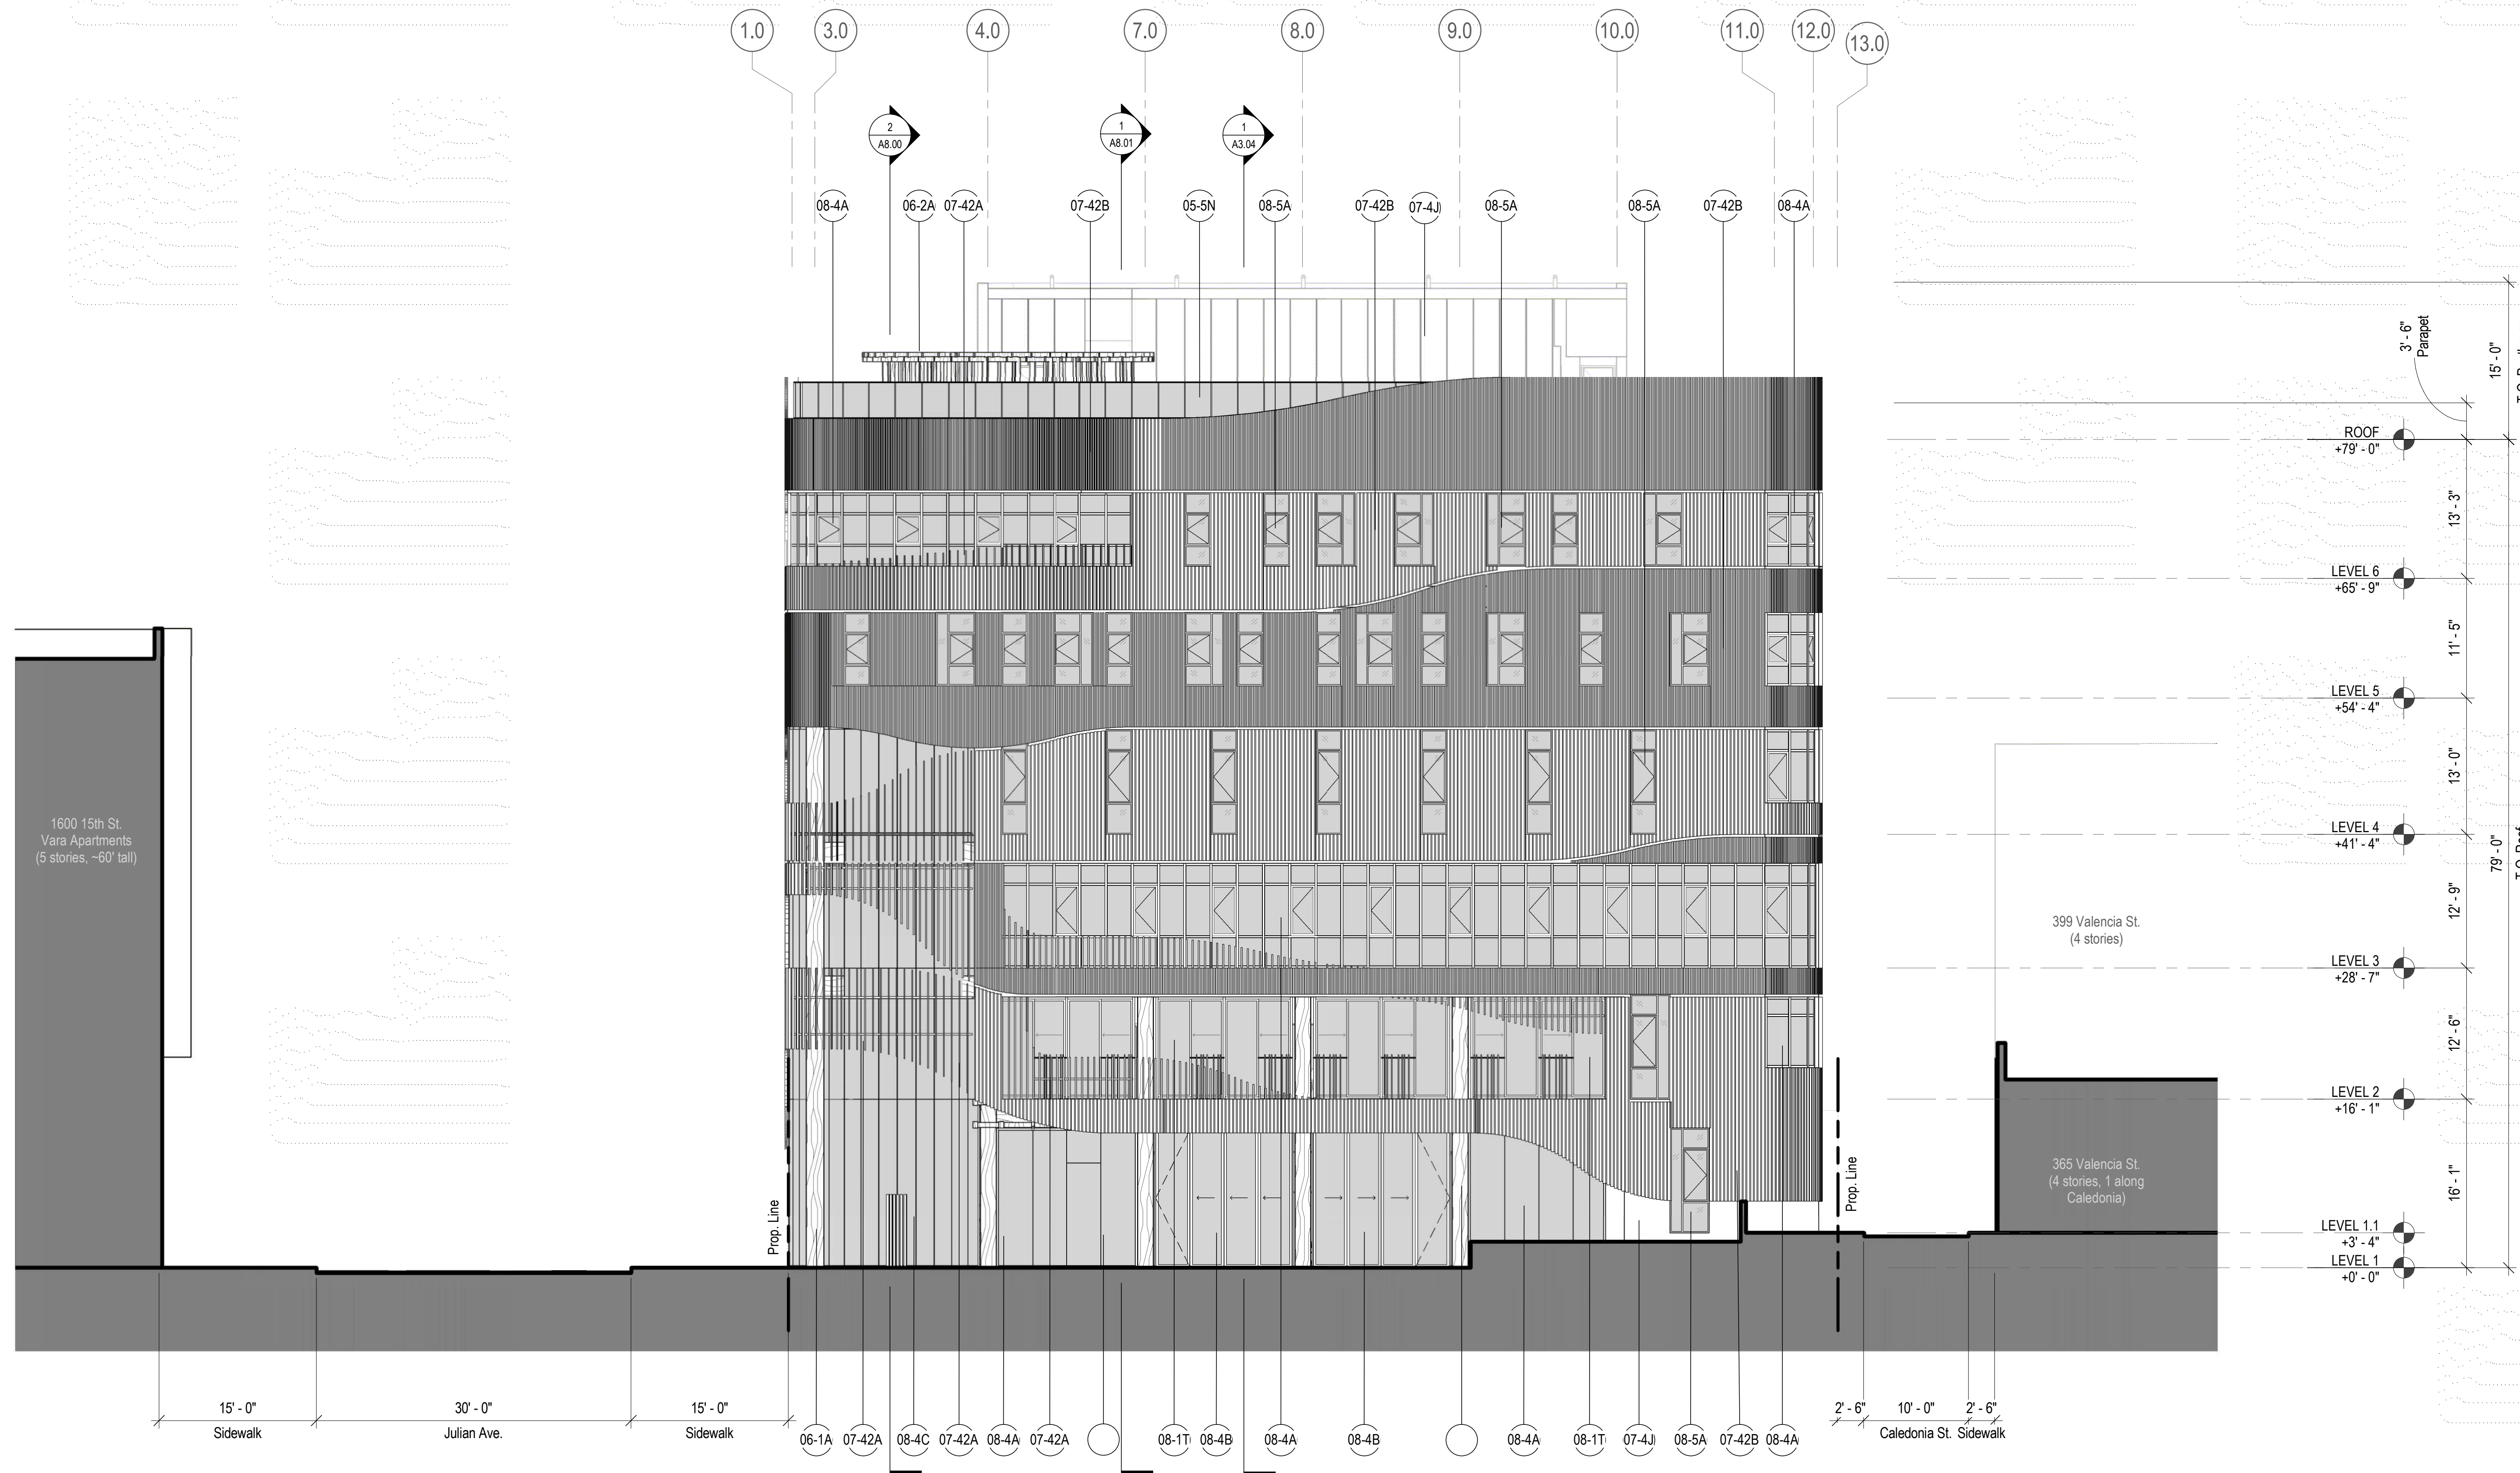 1.0
3.0
4.0
7.0
8.0
9.0
10.0
11.0
12.0
13.0
2
A8.00
1
A8.01
1
A3.04
08-4A
06-2A
07-42A
07-42B
05-5N
08-5A
07-42B
07-4J
08-5A
08-5A
07-42B
08-4A
3' - 6"
Parapet
15' - 0"
ROOF
+79' - 0"
13' - 3"
LEVEL 6
+65' - 9"
11' - 5"
LEVEL 5
+54' - 4"
13' - 0"
LEVEL 4
+41' - 4"
79' - 0"
12' - 9"
LEVEL 3
+28' - 7"
12' - 6"
LEVEL 2
+16' - 1"
16' - 1"
LEVEL 1.1
+3' - 4"
LEVEL 1
+0' - 0"
1600 15th St.
Vara Apartments
(5 stories, ~60' tall)
399 Valencia St.
(4 stories)
365 Valencia St.
(4 stories, 1 along
Caledonia)
Prop. Line
Prop. Line
15' - 0"
Sidewalk
30' - 0"
Julian Ave.
15' - 0"
Sidewalk
2' - 6"
10' - 0"
2' - 6"
Caledonia St.
Sidewalk
06-1A
07-42A
08-4C
07-42A
08-4A
07-42A
08-1T
08-4B
08-4A
08-4B
08-4A
08-1T
07-4J
08-5A
07-42B
08-4A